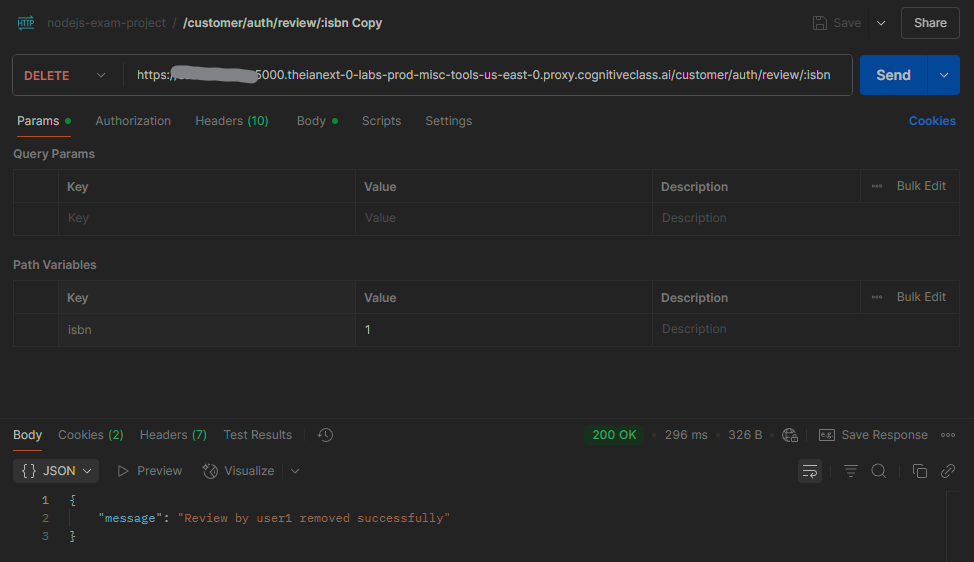 HTTP nodejs-exam-project / /customer/auth/review/:isbn Copy Save Share
DELETE https:/ 5000.theianext-0-labs-prod-misc-tools-us-east-0.proxy.cognitiveclass.ai/customer/auth/review/:isbn Send
Params Authorization Headers (10) Body Scripts Settings Cookies
Query Params
Key Value Description Bulk Edit
Key Value Description
Path Variables
Key Value Description Bulk Edit
isbn 1 Description
Body Cookies (2) Headers (7) Test Results 200 OK 296 ms 326 B e.g. Save Response
{} JSON Preview Visualize
1 {
2 "message": "Review by user1 removed successfully"
3 }